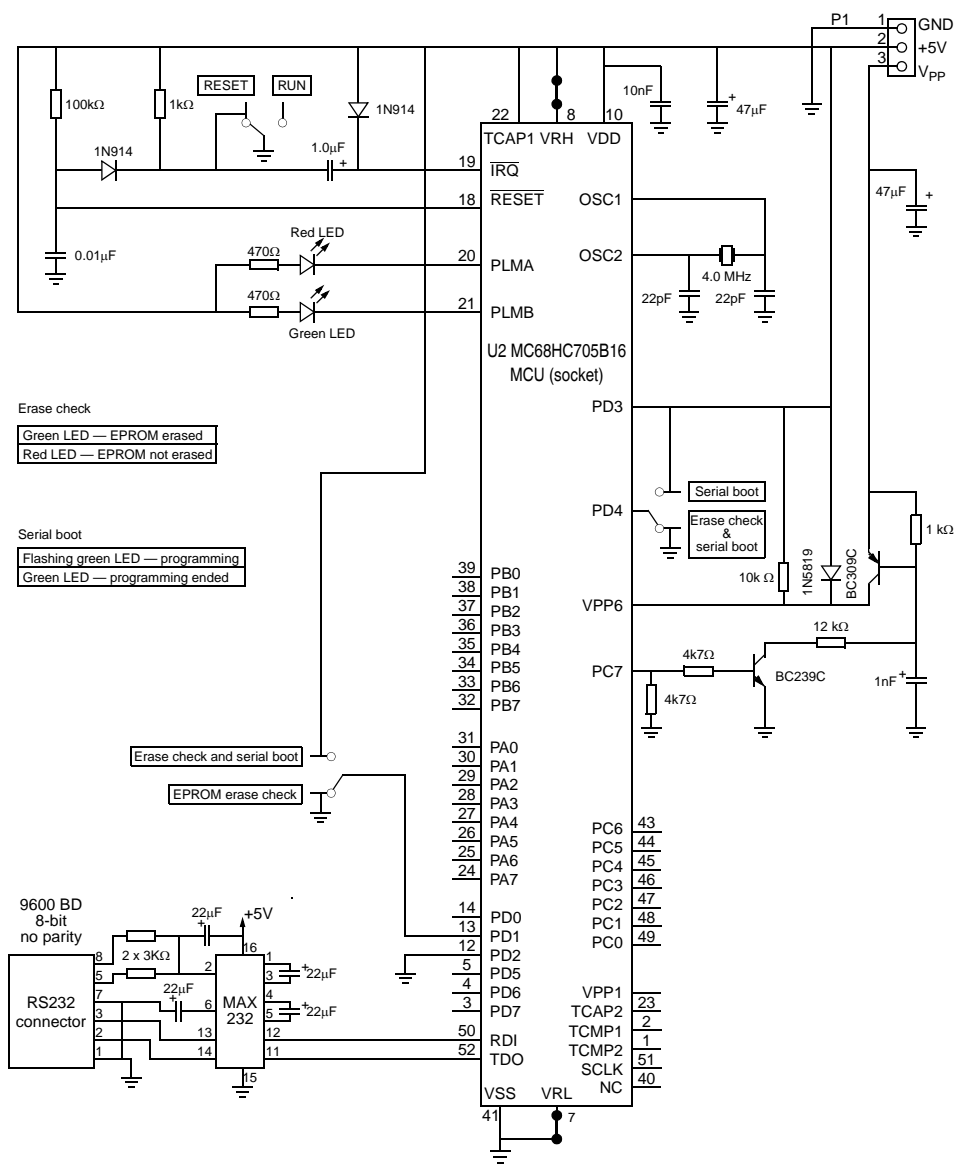 P1
1
GND
2
+5V
3
VPP
RESET
RUN
100kΩ
1kΩ
1N914
1N914
1.0µF
+
10nF
+
47µF
47µF
+
22
8
10
TCAP1
VRH
VDD
19
IRQ
18
RESET
OSC1
0.01µF
Red LED
470Ω
20
PLMA
OSC2
4.0 MHz
22pF
22pF
470Ω
21
PLMB
Green LED
U2 MC68HC705B16
MCU (socket)
Erase check
Green LED — EPROM erased
Red LED — EPROM not erased
PD3
Serial boot
PD4
Erase check
&
serial boot
Serial boot
Flashing green LED — programming
Green LED — programming ended
1 kΩ
10k Ω
1N5819
BC309C
VPP6
12 kΩ
PC7
4k7Ω
4k7Ω
BC239C
1nF
+
39
PB0
38
PB1
37
PB2
36
PB3
35
PB4
34
PB5
33
PB6
32
PB7
Erase check and serial boot
EPROM erase check
31
PA0
30
PA1
29
PA2
28
PA3
27
PA4
26
PA5
25
PA6
24
PA7
PC6
43
PC5
44
PC4
45
PC3
46
PC2
47
PC1
48
PC0
49
14
PD0
13
PD1
12
PD2
5
PD5
4
PD6
3
PD7
50
RDI
52
TDO
VPP1
TCAP2
23
TCMP1
2
TCMP2
1
SCLK
51
NC
40
9600 BD
8-bit
no parity
22µF
+
+5V
16
8
2 x 3KΩ
5
2
1
3
+
22µF
7
22µF
+
6
4
5
+
22µF
RS232
connector
MAX
232
3
13
12
2
14
11
1
15
VSS
VRL
41
7